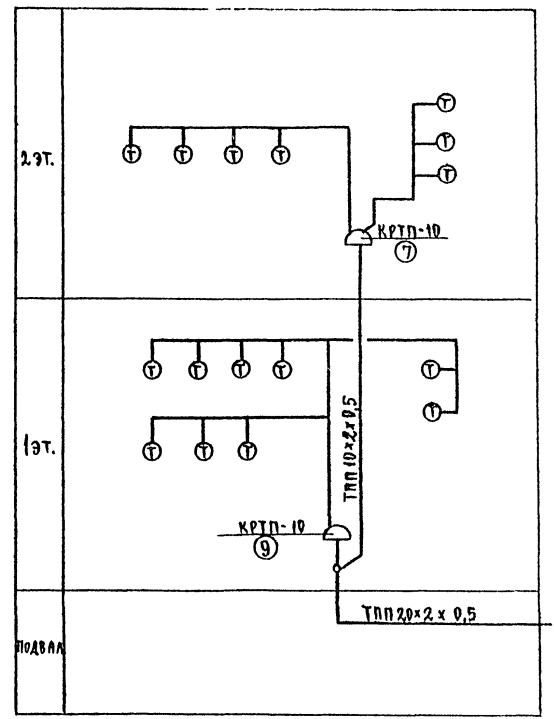 2 эт.
Т
Т
Т
Т
Т
Т
Т
КРТП-10
7
1 эт.
Т
Т
Т
Т
Т
Т
Т
Т
Т
ТПП 10×2×0,5
КРТП-10
9
ПОДВАЛ
ТПП 20×2×0,5